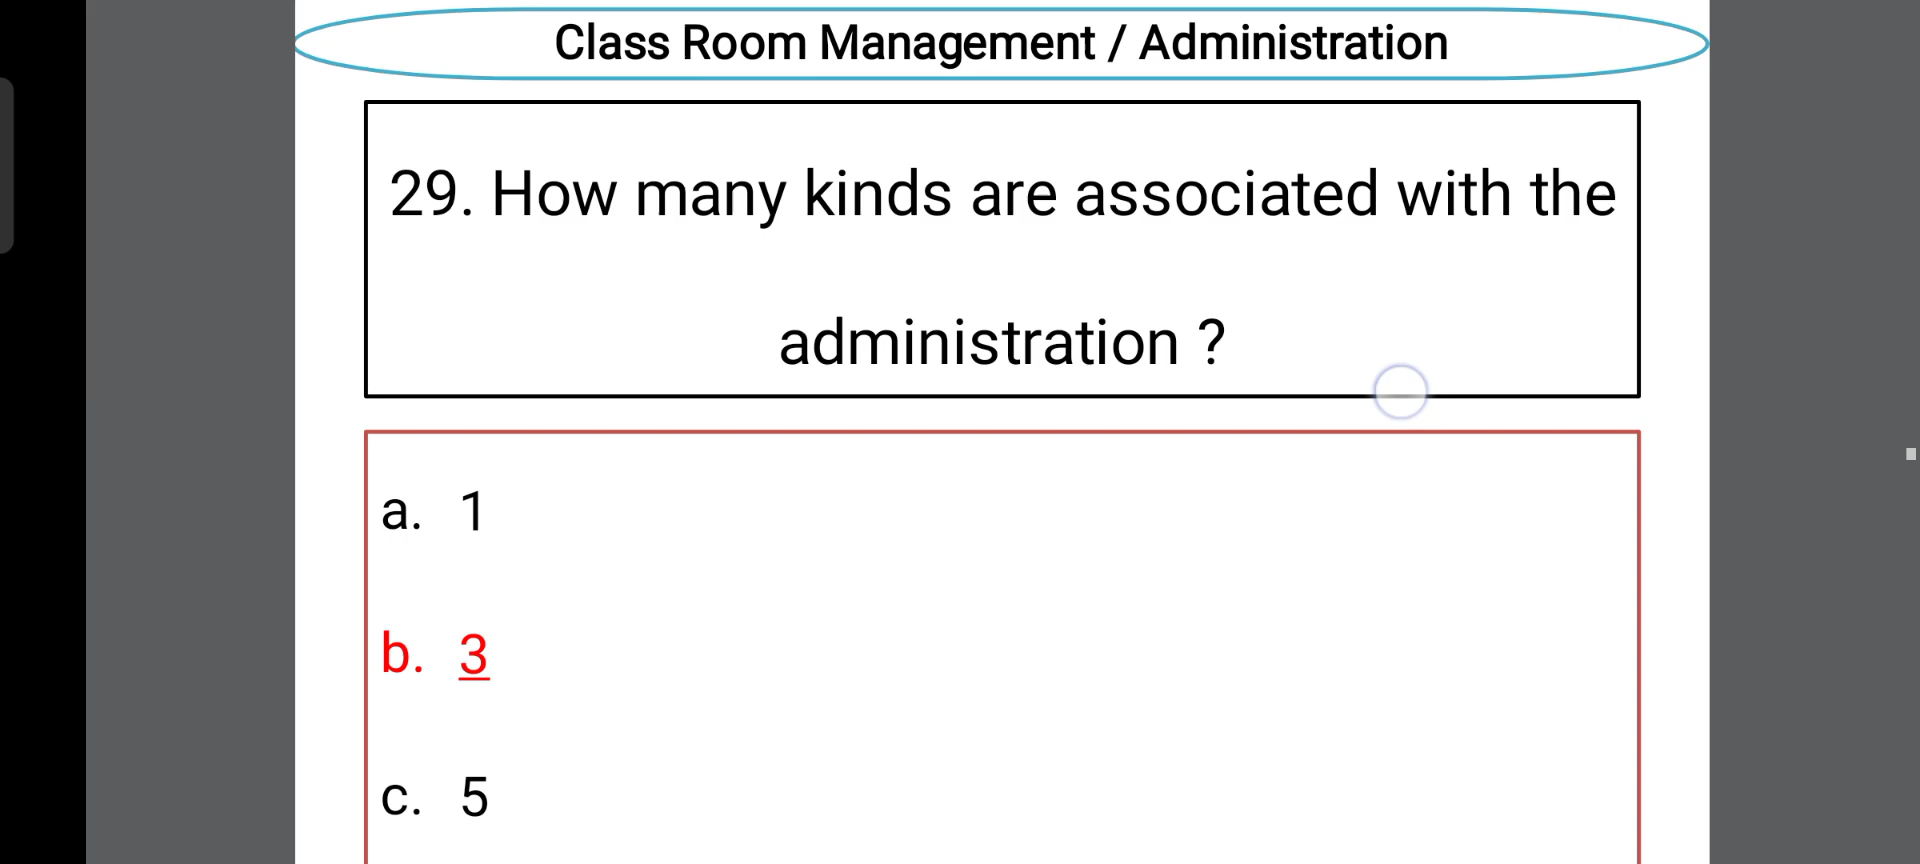 Class Room Management / Administration
29. How many kinds are associated with the
administration ?
a. 1
b. 3
c. 5